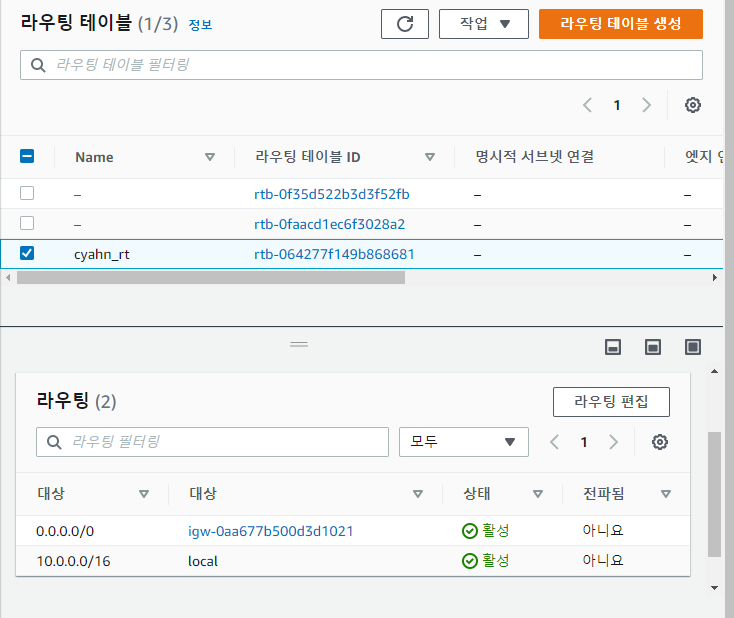 라우팅 테이블 (1/3) 정보 작업 라우팅 테이블 생성
라우팅 테이블 필터링
1
Name 라우팅 테이블 ID 명시적 서브넷 연결 엣지
– rtb-0f35d522b3d3f52fb – –
– rtb-0faacd1ec6f3028a2 – –
cyahn_rt rtb-064277f149b868681 – –
라우팅 (2) 라우팅 편집
라우팅 필터링 모두 1
대상 대상 상태 전파됨
0.0.0.0/0 igw-0aa677b500d3d1021 활성 아니요
10.0.0.0/16 local 활성 아니요